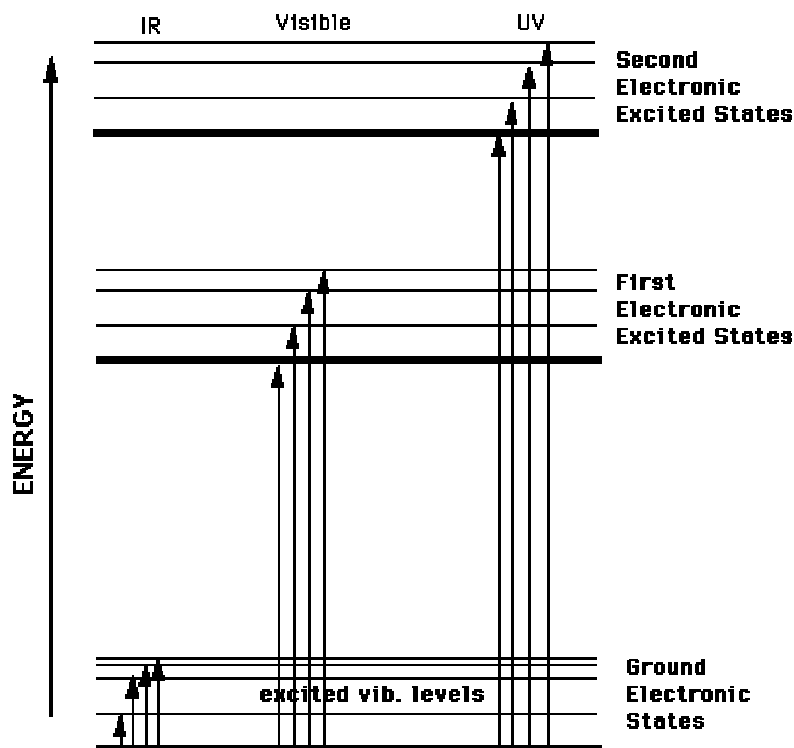 IR
Visible
UV
Second
Electronic
Excited States
First
Electronic
Excited States
ENERGY
Ground
Electronic
States
excited vib. levels